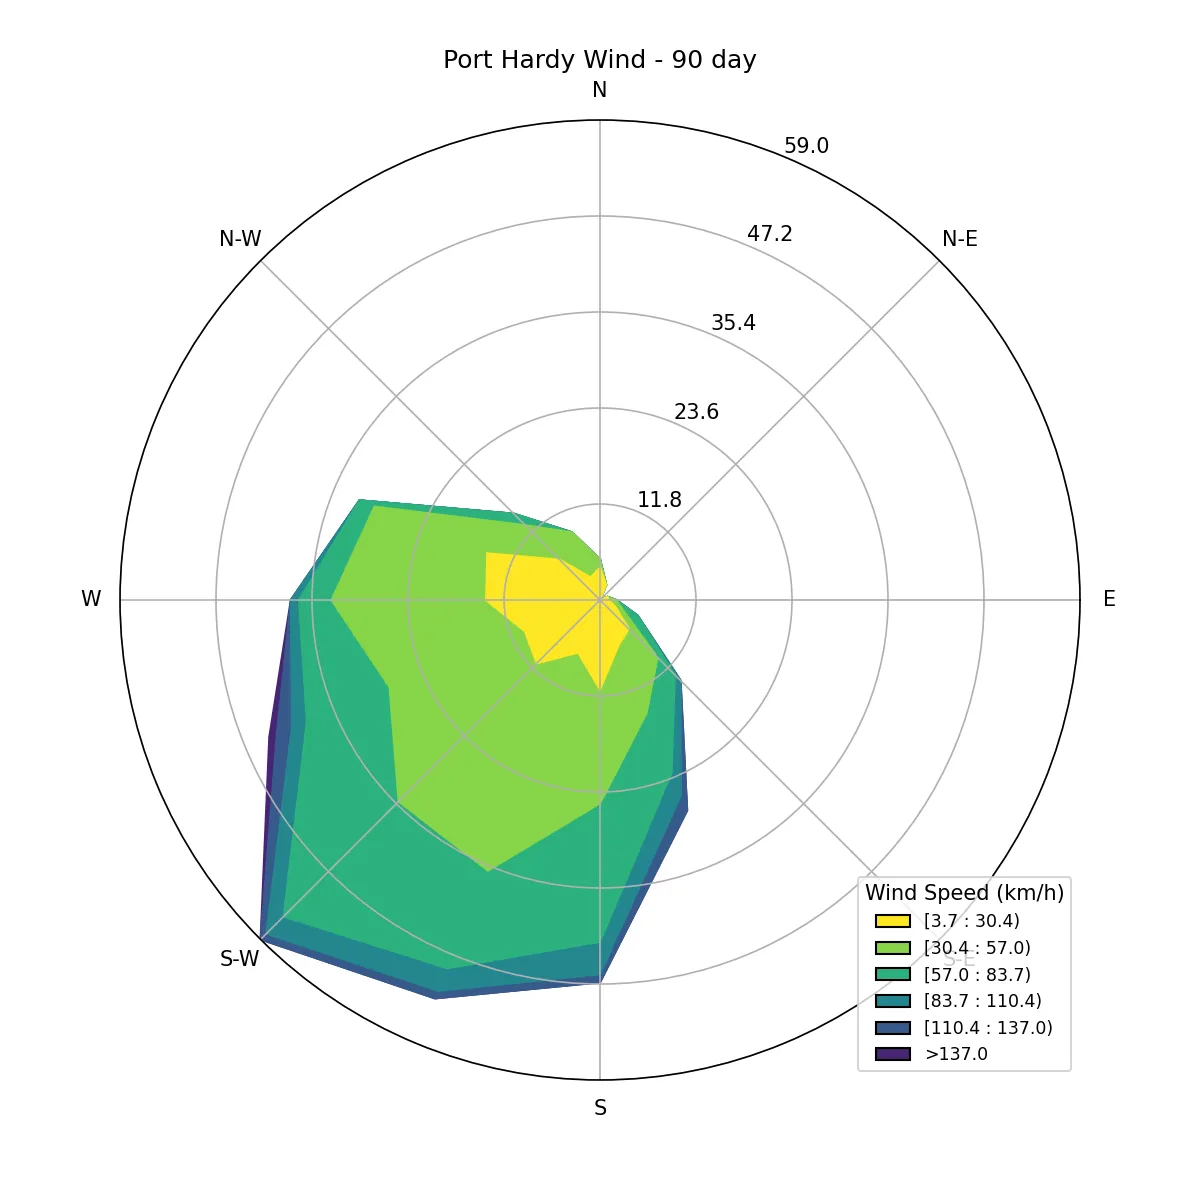 Port Hardy Wind - 90 day
N
59.0
47.2
N-W
N-E
35.4
23.6
11.8
W
E
Wind Speed (km/h)
[3.7 : 30.4)
[30.4 : 57.0)
S-W
S-E
[57.0 : 83.7)
[83.7 : 110.4)
[110.4 : 137.0)
>137.0
S